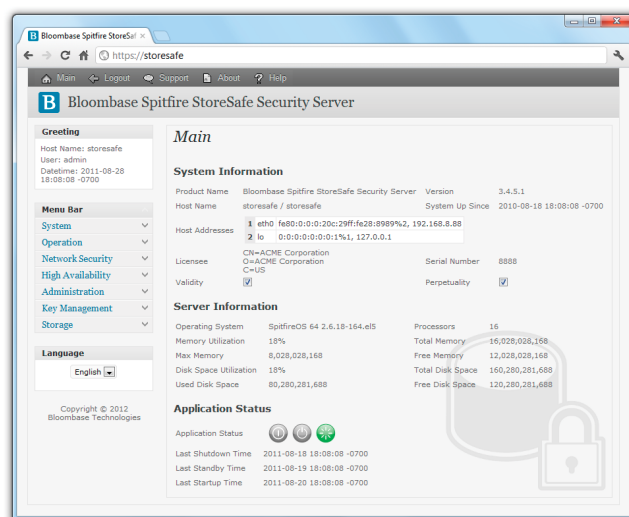 Bloombase Spitfire StoreSaf
https://storesafe
Main Logout Support About Help
B Bloombase Spitfire StoreSafe Security Server
Greeting
Host Name: storesafe
User: admin
Datetime: 2011-08-28
18:08:08 -0700
Menu Bar
System
Operation
Network Security
High Availability
Administration
Key Management
Storage
Language
English
Copyright © 2012
Bloombase Technologies
Main
System Information
Product Name Bloombase Spitfire StoreSafe Security Server Version 3.4.5.1
Host Name storesafe / storesafe System Up Since 2010-08-18 18:08:08 -0700
Host Addresses
1 eth0 fe80:0:0:0:20c:29ff:fe28:8989%2, 192.168.8.88
2 lo 0:0:0:0:0:0:0:1%1, 127.0.0.1
Licensee CN=ACME Corporation
O=ACME Corporation Serial Number 8888
C=US
Validity Perpetuality
Server Information
Operating System SpitfireOS 64 2.6.18-164.el5 Processors 16
Memory Utilization 18% Total Memory 16,028,028,168
Max Memory 8,028,028,168 Free Memory 12,028,028,168
Disk Space Utilization 18% Total Disk Space 160,280,281,688
Used Disk Space 80,280,281,688 Free Disk Space 120,280,281,688
Application Status
Application Status
Last Shutdown Time 2011-08-18 18:08:08 -0700
Last Standby Time 2011-08-19 18:08:08 -0700
Last Startup Time 2011-08-20 18:08:08 -0700